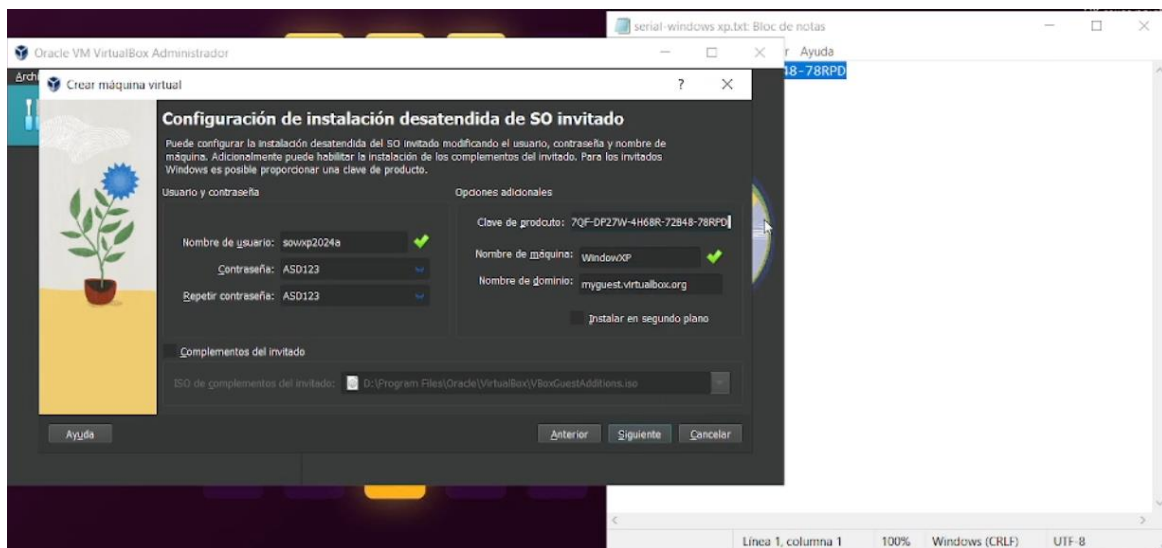 serial-windows xp.txt: Bloc de notas
Oracle VM VirtualBox Administrador
Ayuda
48-78RPD
Crear máquina virtual
?
Configuración de instalación desatendida de SO invitado
Puede configurar la instalación desatendida del SO invitado modificando el usuario, contraseña y nombre de
máquina. Adicionalmente puede habilitar la instalación de los complementos del invitado. Para los invitados
Windows es posible proporcionar una clave de producto.
Usuario y contraseña
Nombre de usuario: sowxp2024a
Contraseña: ASD123
Repetir contraseña: ASD123
Opciones adicionales
Clave de producto: 7QF-DP27W-4H68R-72B48-78RPD
Nombre de máquina: WindowXP
Nombre de dominio: myguest.virtualbox.org
Instalar en segundo plano
Complementos del invitado
ISO de complementos del invitado: D:\Program Files\Oracle\VirtualBox\VBoxGuestAdditions.iso
Ayuda
Anterior
Siguiente
Cancelar
Línea 1, columna 1
100%
Windows (CRLF)
UTF-8